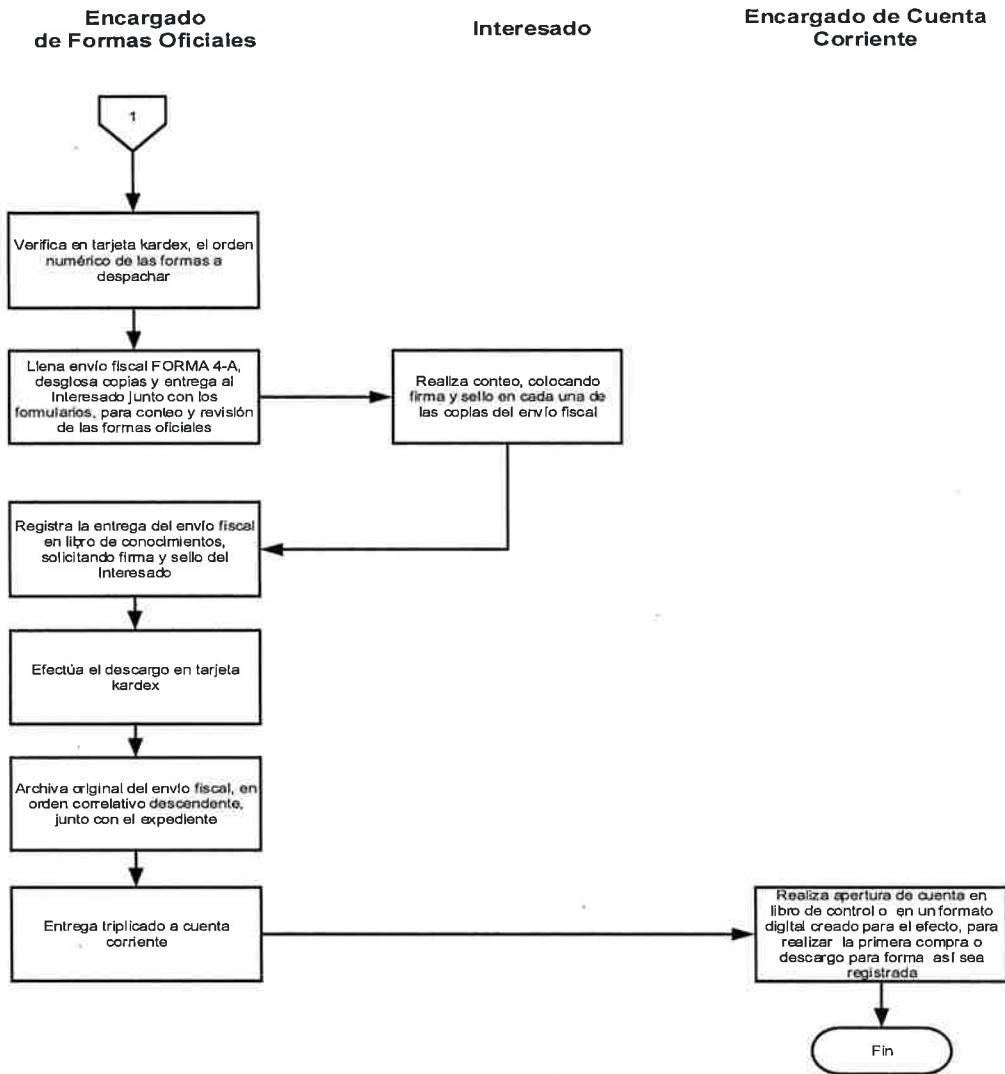 Encargado
de Formas Oficiales
Interesado
Encargado de Cuenta
Corriente
1
Verifica en tarjeta kardex, el orden
numérico de las formas a
despachar
Llena envío fiscal FORMA 4-A,
desglosa copias y entrega al
Interesado junto con los
formularios, para conteo y revisión
de las formas oficiales
Realiza conteo, colocando
firma y sello en cada una de
las copias del envío fiscal
Registra la entrega del envío fiscal
en libro de conocimientos,
solicitando firma y sello del
Interesado
Efectúa el descargo en tarjeta
kardex
Archiva original del envío fiscal, en
orden correlativo descendente,
junto con el expediente
Entrega triplicado a cuenta
corriente
Realiza apertura de cuenta en
libro de control o en un formato
digital creado para el efecto, para
realizar la primera compra o
descargo para forma así sea
registrada
Fin